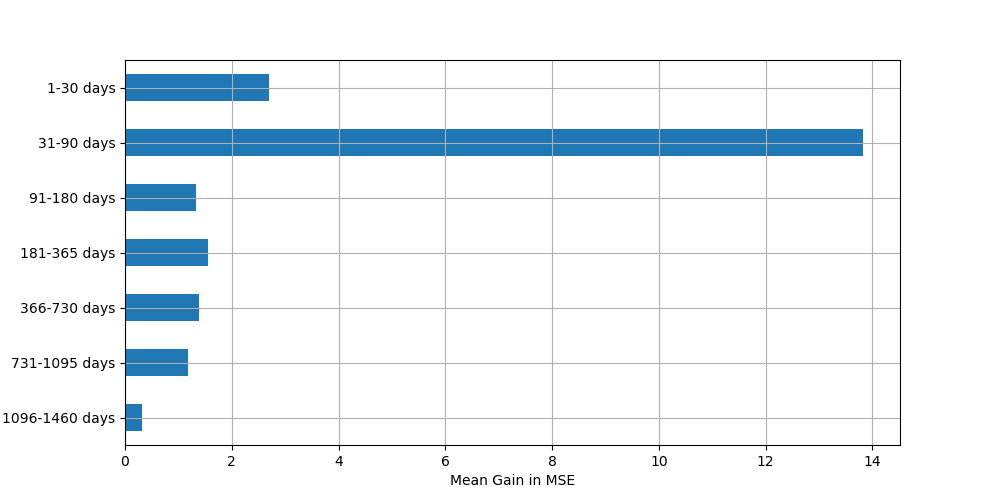 1-30 days
31-90 days
91-180 days
181-365 days
366-730 days
731-1095 days
1096-1460 days
0 2 4 6 8 10 12 14
Mean Gain in MSE